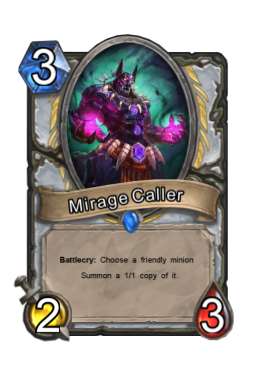 3
Mirage Caller
Battlecry: Choose a friendly minion
Summon a 1/1 copy of it.
2
3